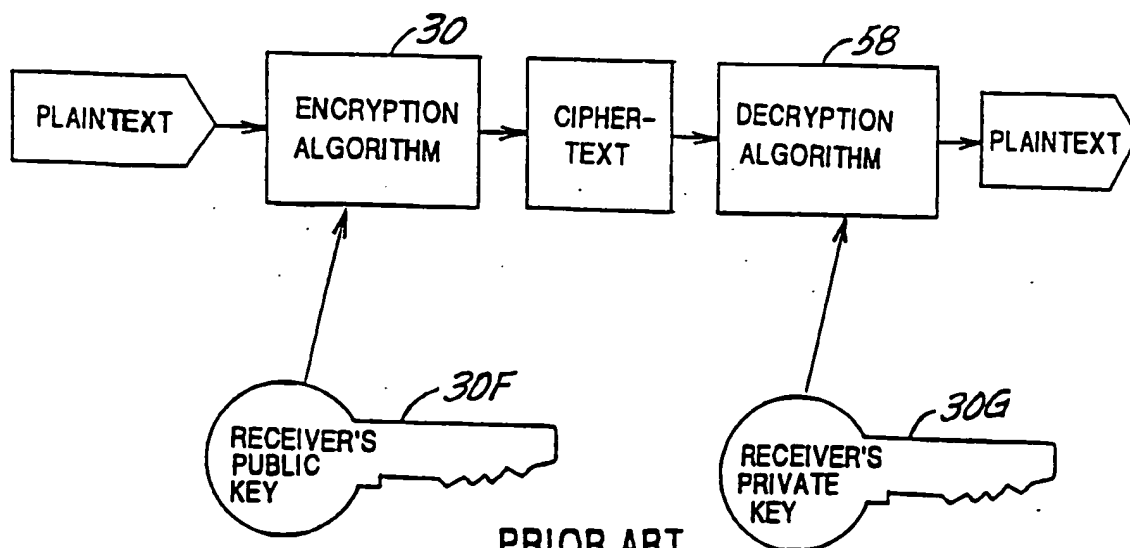 30
58
PLAINTEXT
ENCRYPTION
ALGORITHM
CIPHER-
TEXT
DECRYPTION
ALGORITHM
PLAINTEXT
30F
30G
RECEIVER'S
PUBLIC
KEY
RECEIVER'S
PRIVATE
KEY
PRIOR ART